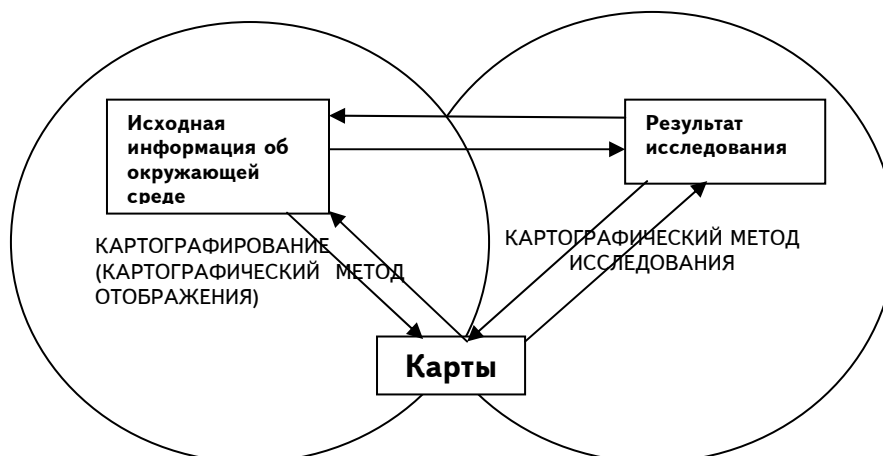 Исходная
информация об
окружающей
среде
Результат
исследования
КАРТОГРАФИРОВАНИЕ
(КАРТОГРАФИЧЕСКИЙ МЕТОД
ОТОБРАЖЕНИЯ)
КАРТОГРАФИЧЕСКИЙ МЕТОД
ИССЛЕДОВАНИЯ
Карты